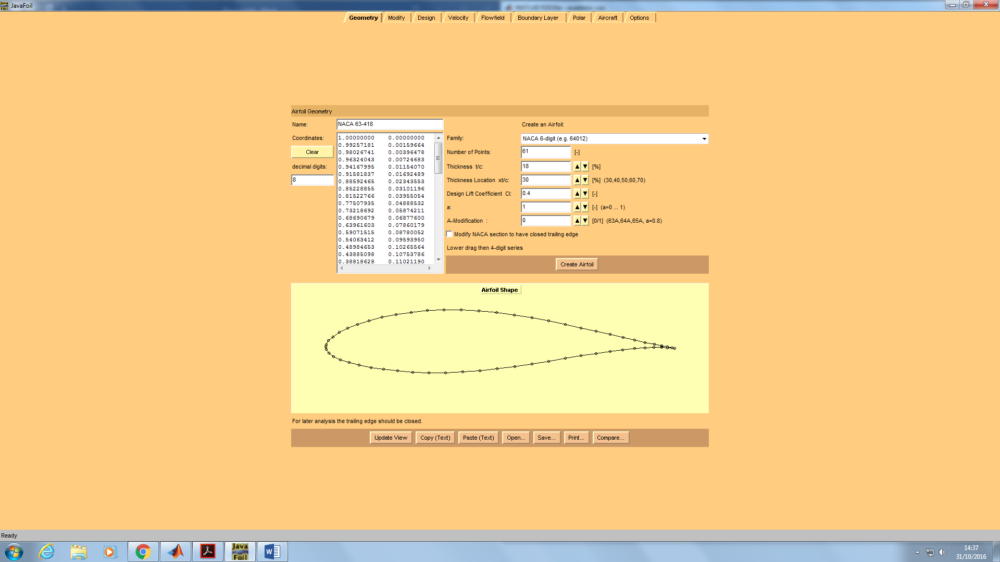 JavaFoil
Geometry Modify Design Velocity Flowfield Boundary Layer Polar Aircraft Options
Airfoil Geometry
Name: NACA 63-418
Create an Airfoil:
Coordinates:
1.00000000 0.00000000
0.99257181 0.00159664
0.98026741 0.00396478
0.96324043 0.00724683
0.94167995 0.01154070
0.91581837 0.01692489
0.88592465 0.02343553
0.85228855 0.03101196
0.81522766 0.03955054
0.77507935 0.04888532
0.73218692 0.05874211
0.68690679 0.06877600
0.63961603 0.07860179
0.59071515 0.08780052
0.54063412 0.09593950
0.48984653 0.10265564
0.43885098 0.10753786
0.38818628 0.11021190
Clear
decimal digits:
8
Family: NACA 6-digit (e.g. 64012)
Number of Points: 61 [-]
Thickness t/c: 18 [%]
Thickness Location xt/c: 30 [%] (30,40,50,60,70)
Design Lift Coefficient Cl: 0.4 [-]
a: 1 [-] (a=0 ... 1)
A-Modification : 0 [0/1] (63A,64A,65A, a=0.8)
Modify NACA section to have closed trailing edge
Lower drag then 4-digit series
Create Airfoil
Airfoil Shape
For later analysis the trailing edge should be closed.
Update View Copy (Text) Paste (Text) Open... Save... Print... Compare...
Ready
Java
Foil
14:37
31/10/2016